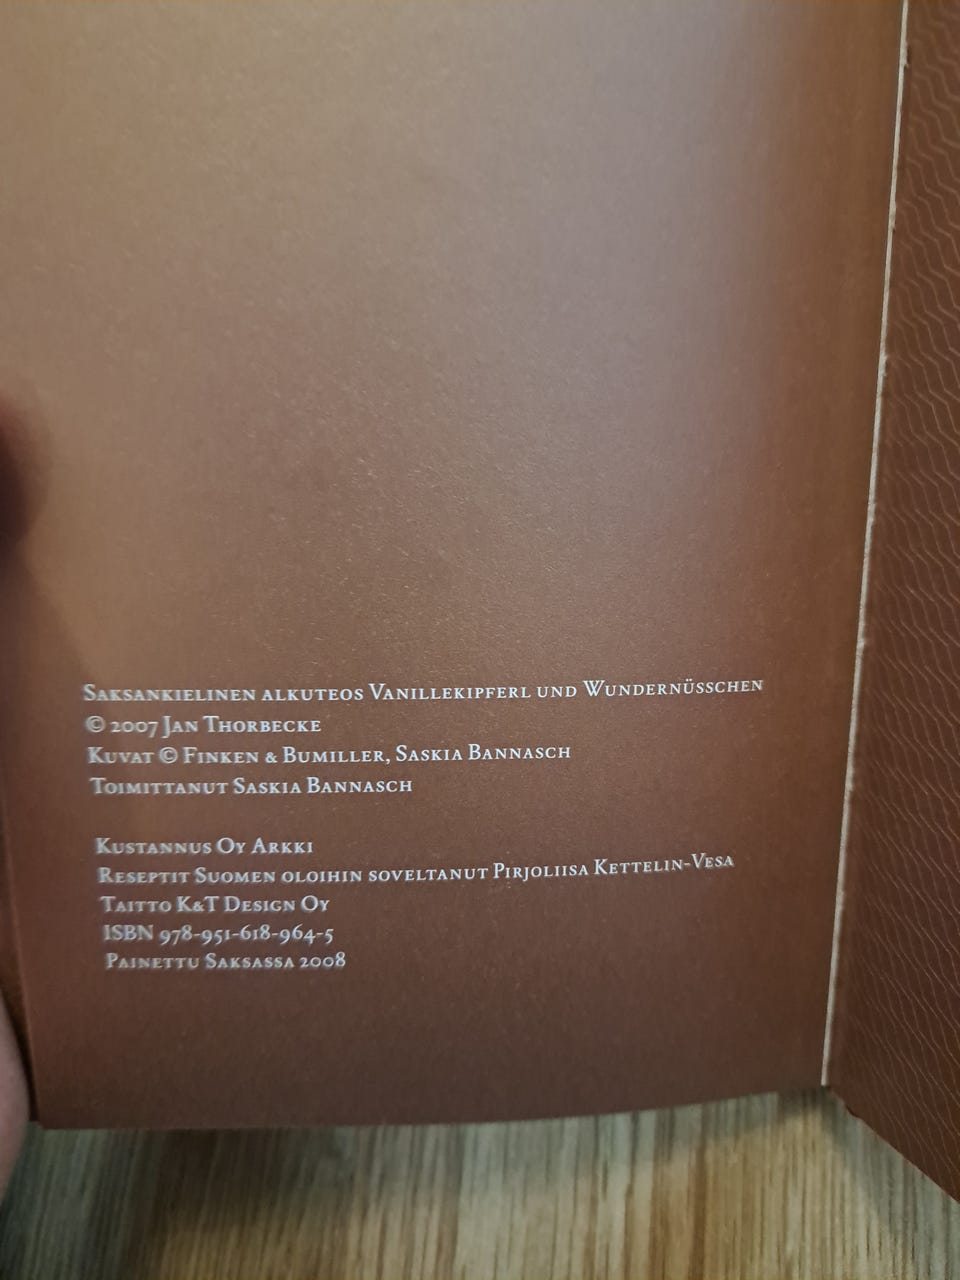 Saksankielinen alkuteos Vanillekipferl und Wundernüsschen
© 2007 Jan Thorbecke
Kuvat © Finken & Bumiller, Saskia Bannasch
Toimittanut Saskia Bannasch
Kustannus Oy Arkki
Reseptit Suomen oloihin soveltanut Pirjoliisa Kettelin-Vesa
Taitto K&T Design Oy
ISBN 978-951-618-964-5
Painettu Saksassa 2008